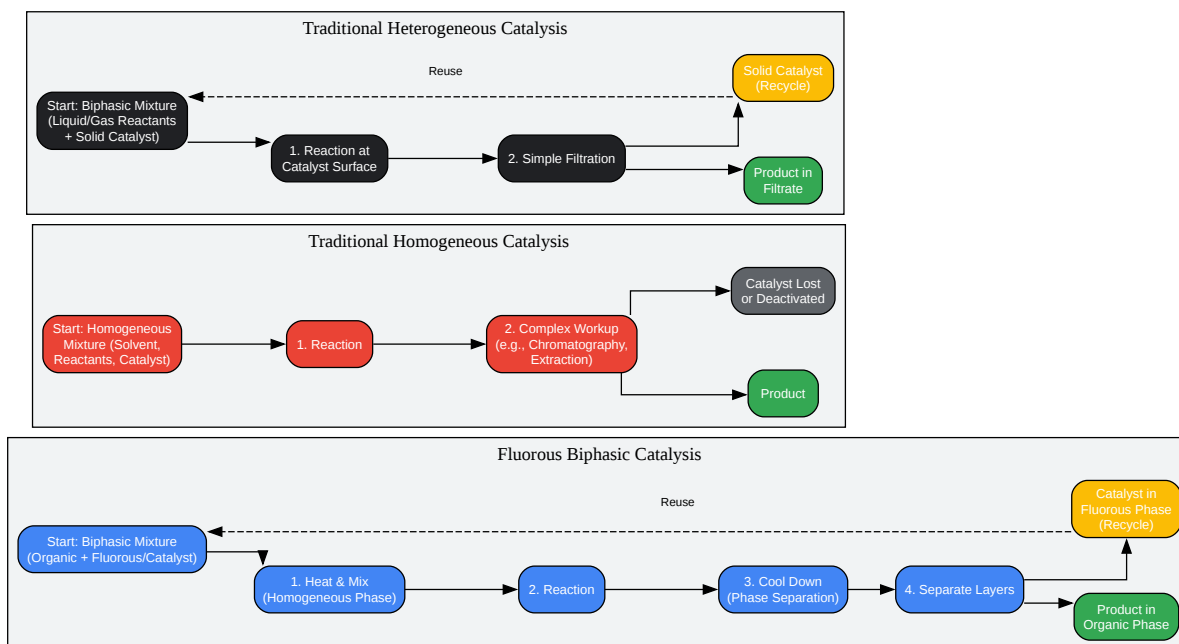 Traditional Heterogeneous Catalysis
Reuse
Solid Catalyst
(Recycle)
Start: Biphasic Mixture
(Liquid/Gas Reactants
+ Solid Catalyst)
1. Reaction at
Catalyst Surface
2. Simple Filtration
Product in
Filtrate
Traditional Homogeneous Catalysis
Catalyst Lost
or Deactivated
Start: Homogeneous
Mixture (Solvent,
Reactants, Catalyst)
1. Reaction
2. Complex Workup
(e.g., Chromatography,
Extraction)
Product
Fluorous Biphasic Catalysis
Reuse
Catalyst in
Fluorous Phase
(Recycle)
Start: Biphasic Mixture
(Organic + Fluorous/Catalyst)
1. Heat & Mix
(Homogeneous Phase)
2. Reaction
3. Cool Down
(Phase Separation)
4. Separate Layers
Product in
Organic Phase